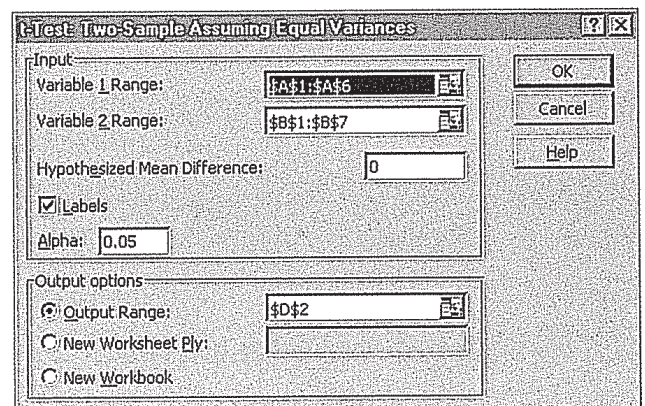 t-Test: Two-Sample Assuming Equal Variances
Input
Variable 1 Range:
$A$1:$A$6
Variable 2 Range:
$B$1:$B$7
Hypothesized Mean Difference:
0
Labels
Alpha:
0.05
OK
Cancel
Help
Output options
Output Range:
$D$2
New Worksheet Ply:
New Workbook